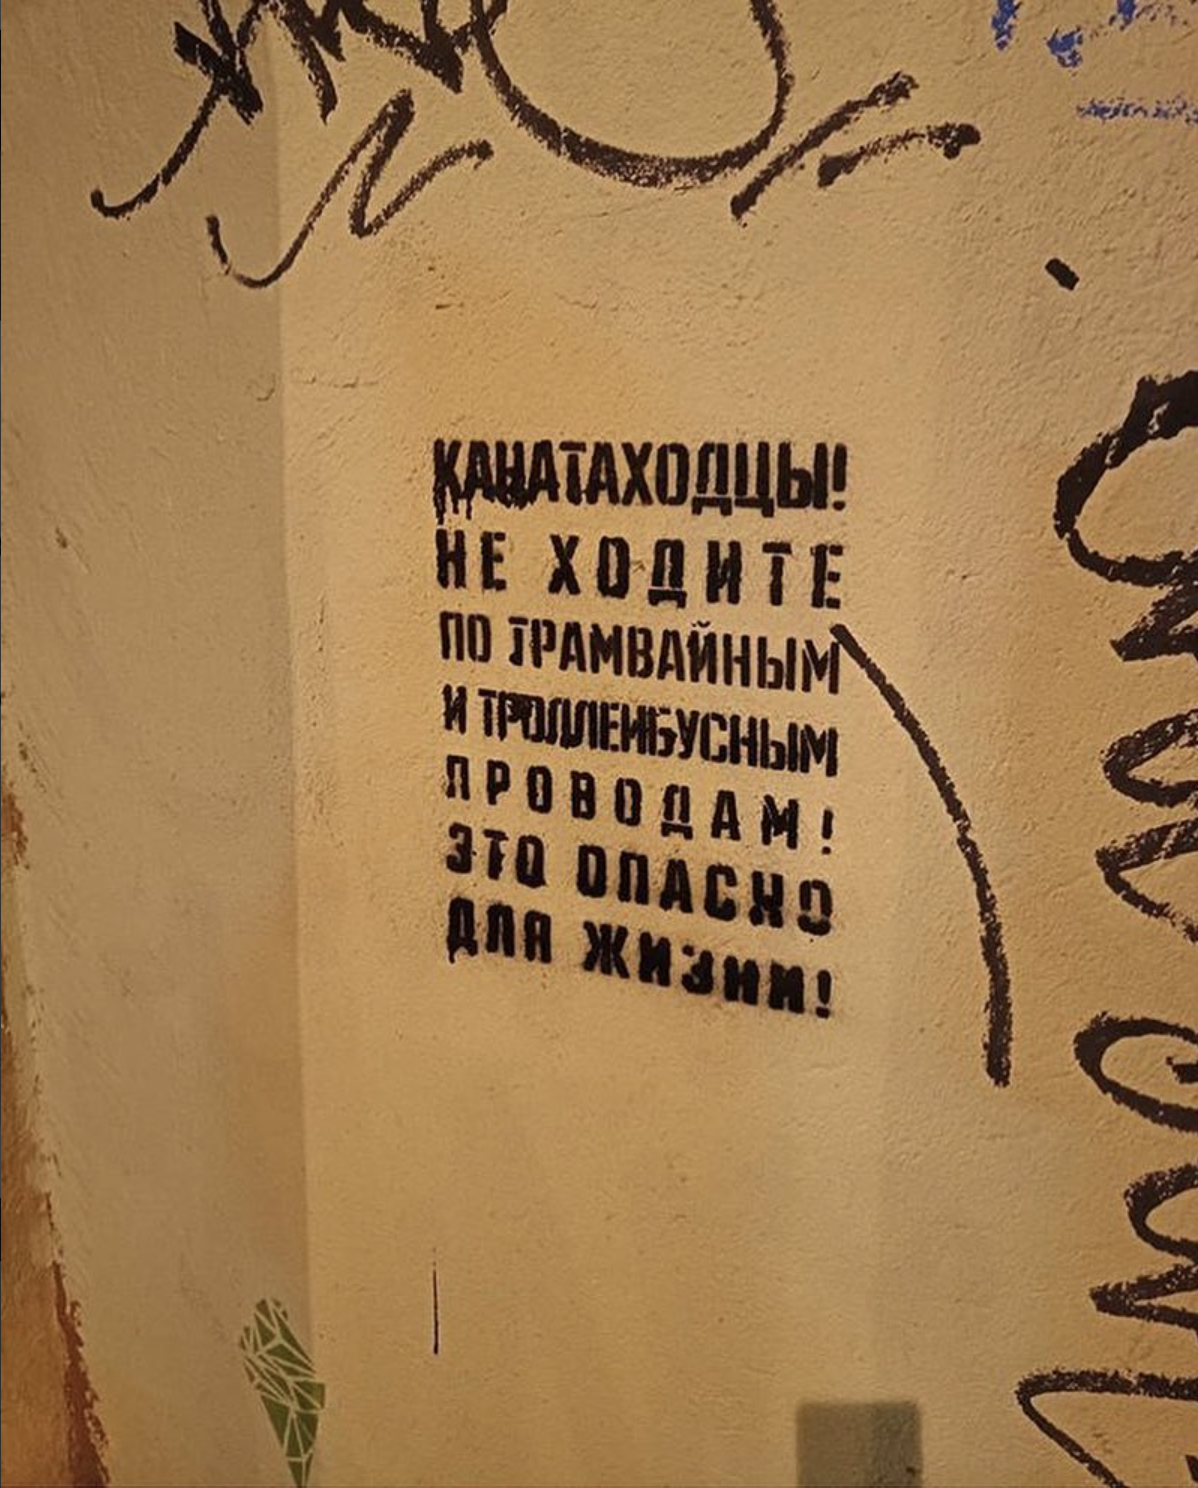 КАНАТАХОДЦЫ!
НЕ ХОДИТЕ
ПО ТРАМВАЙНЫМ
И ТРОЛЛЕЙБУСНЫМ
ПРОВОДАМ!
ЭТО ОПАСНО
ДЛЯ ЖИЗНИ!